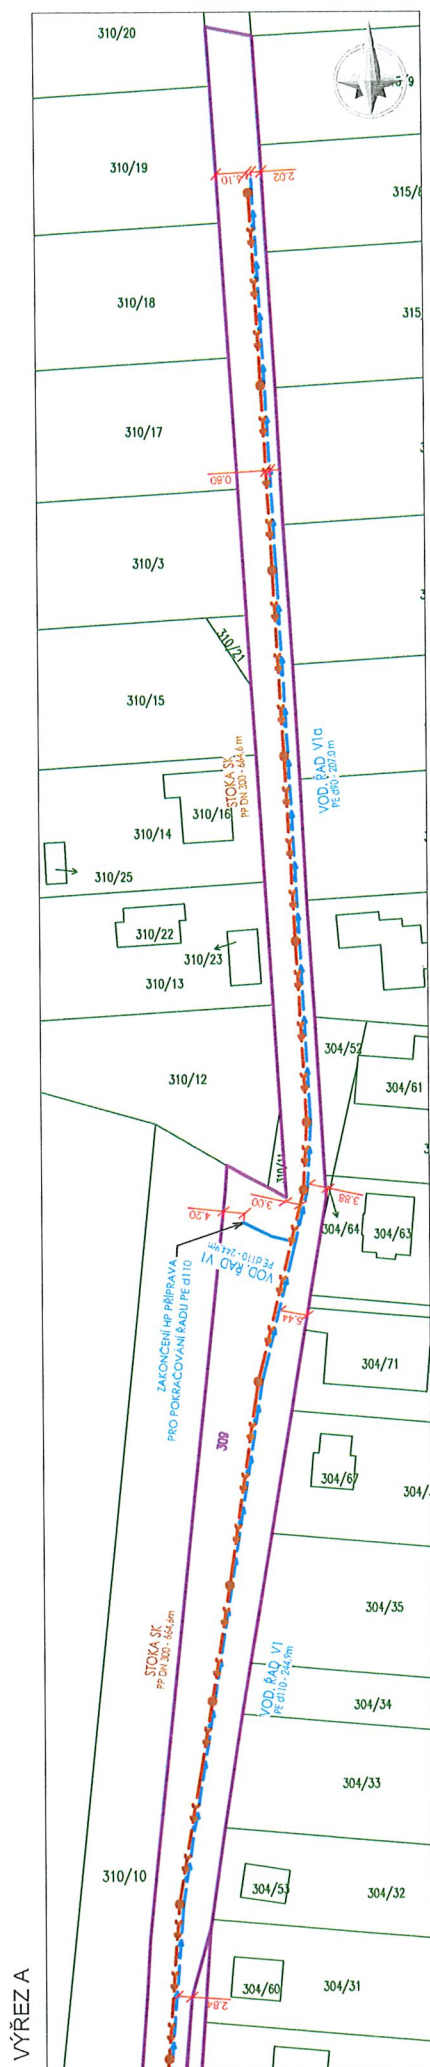 310/20
310/19
6.10
2.02
310/18
310/17
0.80
310/3
310/21
310/15
STOKA SK
PP DN 300 - 664,6 m
VOD. ŘAD V1a
PE d90 - 207,0 m
310/16
310/14
310/25
310/22
310/23
310/13
304/52
310/12
304/61
310/11
3.00
3.88
4.20
304/64
304/63
VOD. ŘAD V1
PE d110 - 244,9m
ZAKONČENÍ HP PŘÍPRAVA
PRO POKRAČOVÁNÍ ŘADU PE d110
5.44
304/71
309
304/67
304/35
STOKA SK
PP DN 300 - 664,6m
VOD. ŘAD V1
PE d110 - 244,9m
304/34
304/33
310/10
304/53
304/32
304/60
304/31
2.84
VÝŘEZ A